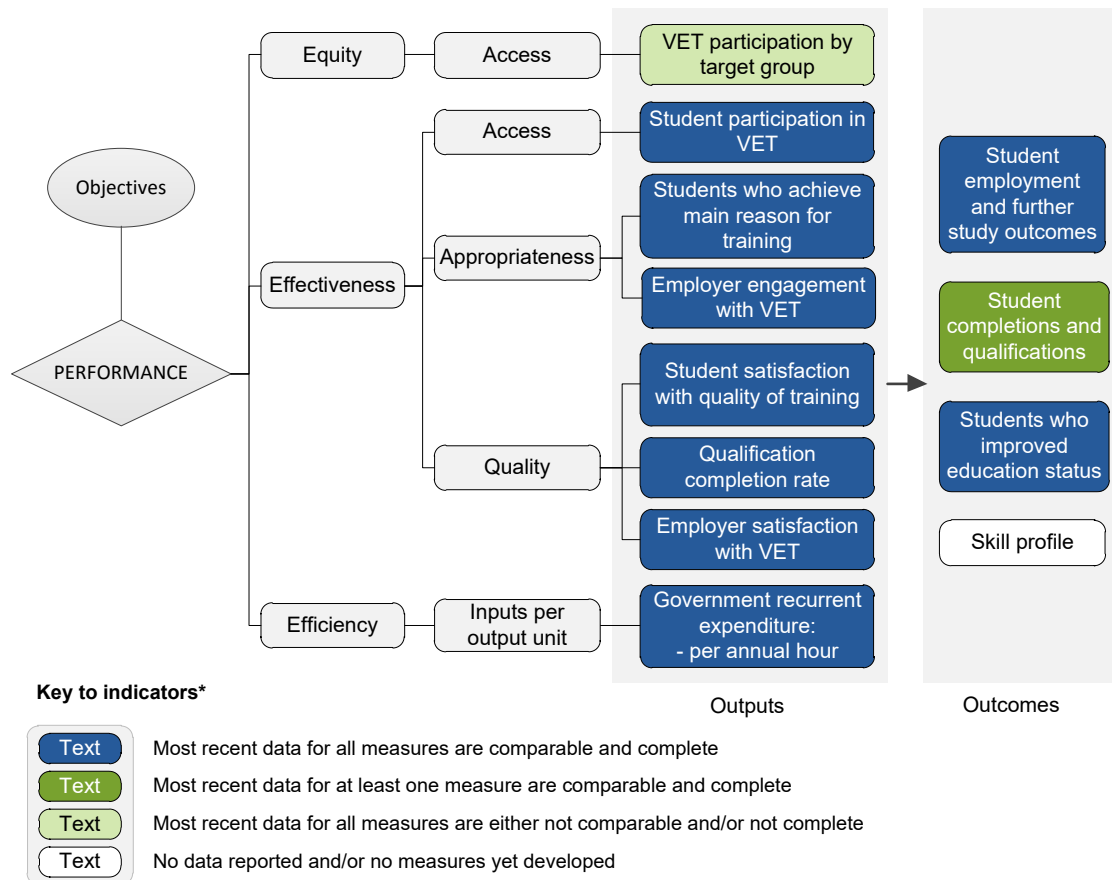 Objectives
PERFORMANCE
Equity
Access
VET participation by
target group
Effectiveness
Access
Student participation in
VET
Appropriateness
Students who achieve
main reason for
training
Employer engagement
with VET
Quality
Student satisfaction
with quality of training
Qualification
completion rate
Employer satisfaction
with VET
Efficiency
Inputs per
output unit
Government recurrent
expenditure:
- per annual hour
Outputs
Student
employment
and further
study outcomes
Student
completions and
qualifications
Students who
improved
education status
Skill profile
Outcomes
Key to indicators*
Text Most recent data for all measures are comparable and complete
Text Most recent data for at least one measure are comparable and complete
Text Most recent data for all measures are either not comparable and/or not complete
Text No data reported and/or no measures yet developed